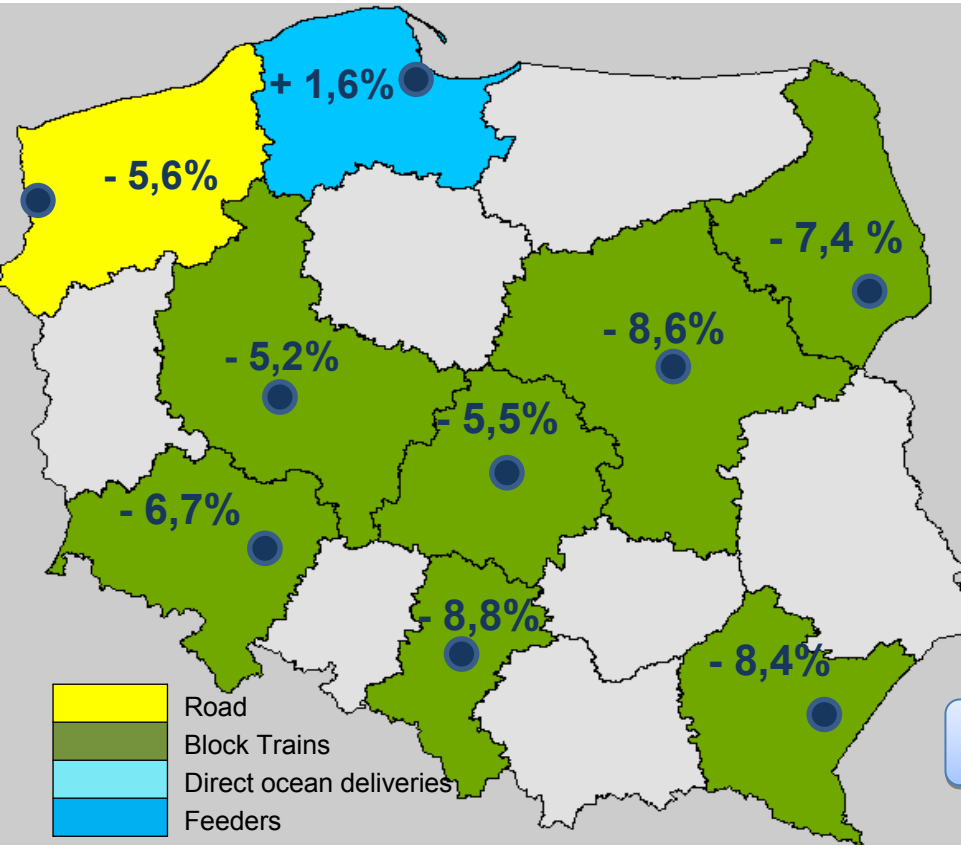 + 1,6%
- 5,6%
- 7,4 %
- 8,6%
- 5,2%
- 5,5%
- 6,7%
- 8,8%
- 8,4%
Road
Block Trains
Direct ocean deliveries
Feeders